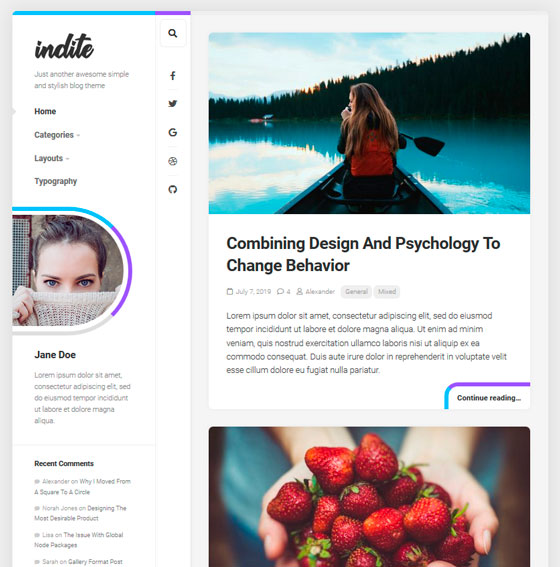 indite
Just another awesome simple
and stylish blog theme
Home
Categories
Layouts
Typography
Jane Doe
Lorem ipsum dolor sit amet,
consectetur adipiscing elit, sed
do eiusmod tempor incididunt
ut labore et dolore magna
aliqua.
Recent Comments
Alexander on Why I Moved From
A Square To A Circle
Norah Jones on Designing The
Most Desirable Product
Lisa on The Issue With Global
Node Packages
Sarah on Gallery Format Post
Combining Design And Psychology To
Change Behavior
July 7, 2019 4 Alexander General Mixed
Lorem ipsum dolor sit amet, consectetur adipiscing elit, sed do eiusmod
tempor incididunt ut labore et dolore magna aliqua. Ut enim ad minim
veniam, quis nostrud exercitation ullamco laboris nisi ut aliquip ex ea
commodo consequat. Duis aute irure dolor in reprehenderit in voluptate velit
esse cillum dolore eu fugiat nulla pariatur.
Continue reading...